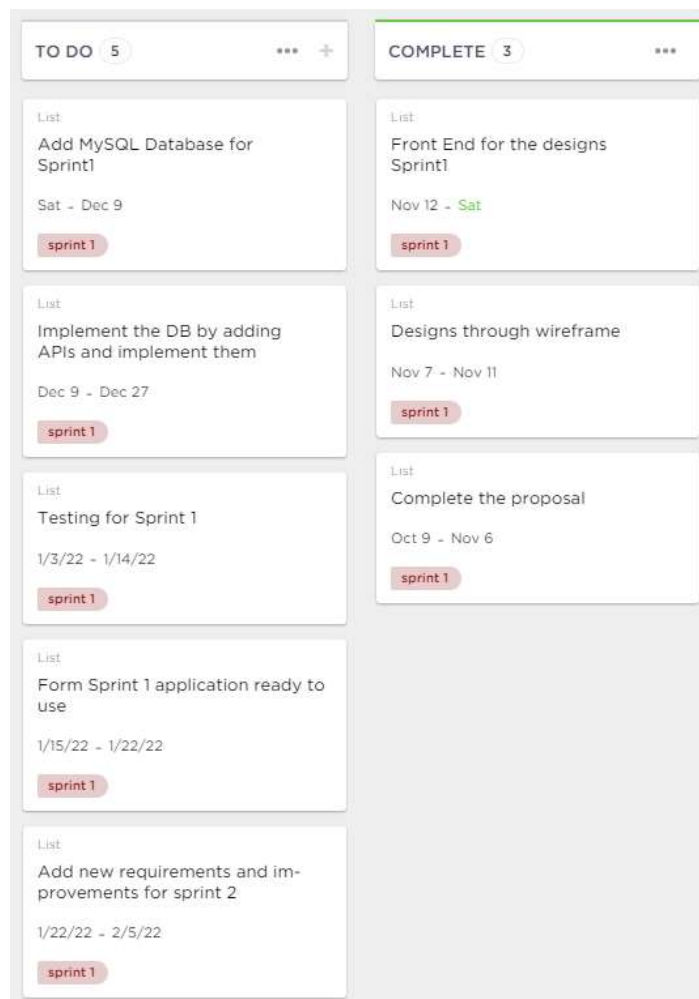 TO DO 5
List
Add MySQL Database for
Sprint1
Sat - Dec 9
sprint 1
List
Implement the DB by adding
APIs and implement them
Dec 9 - Dec 27
sprint 1
List
Testing for Sprint 1
1/3/22 - 1/14/22
sprint 1
List
Form Sprint 1 application ready to
use
1/15/22 - 1/22/22
sprint 1
List
Add new requirements and im-
provements for sprint 2
1/22/22 - 2/5/22
sprint 1
COMPLETE 3
List
Front End for the designs
Sprint1
Nov 12 - Sat
sprint 1
List
Designs through wireframe
Nov 7 - Nov 11
sprint 1
List
Complete the proposal
Oct 9 - Nov 6
sprint 1